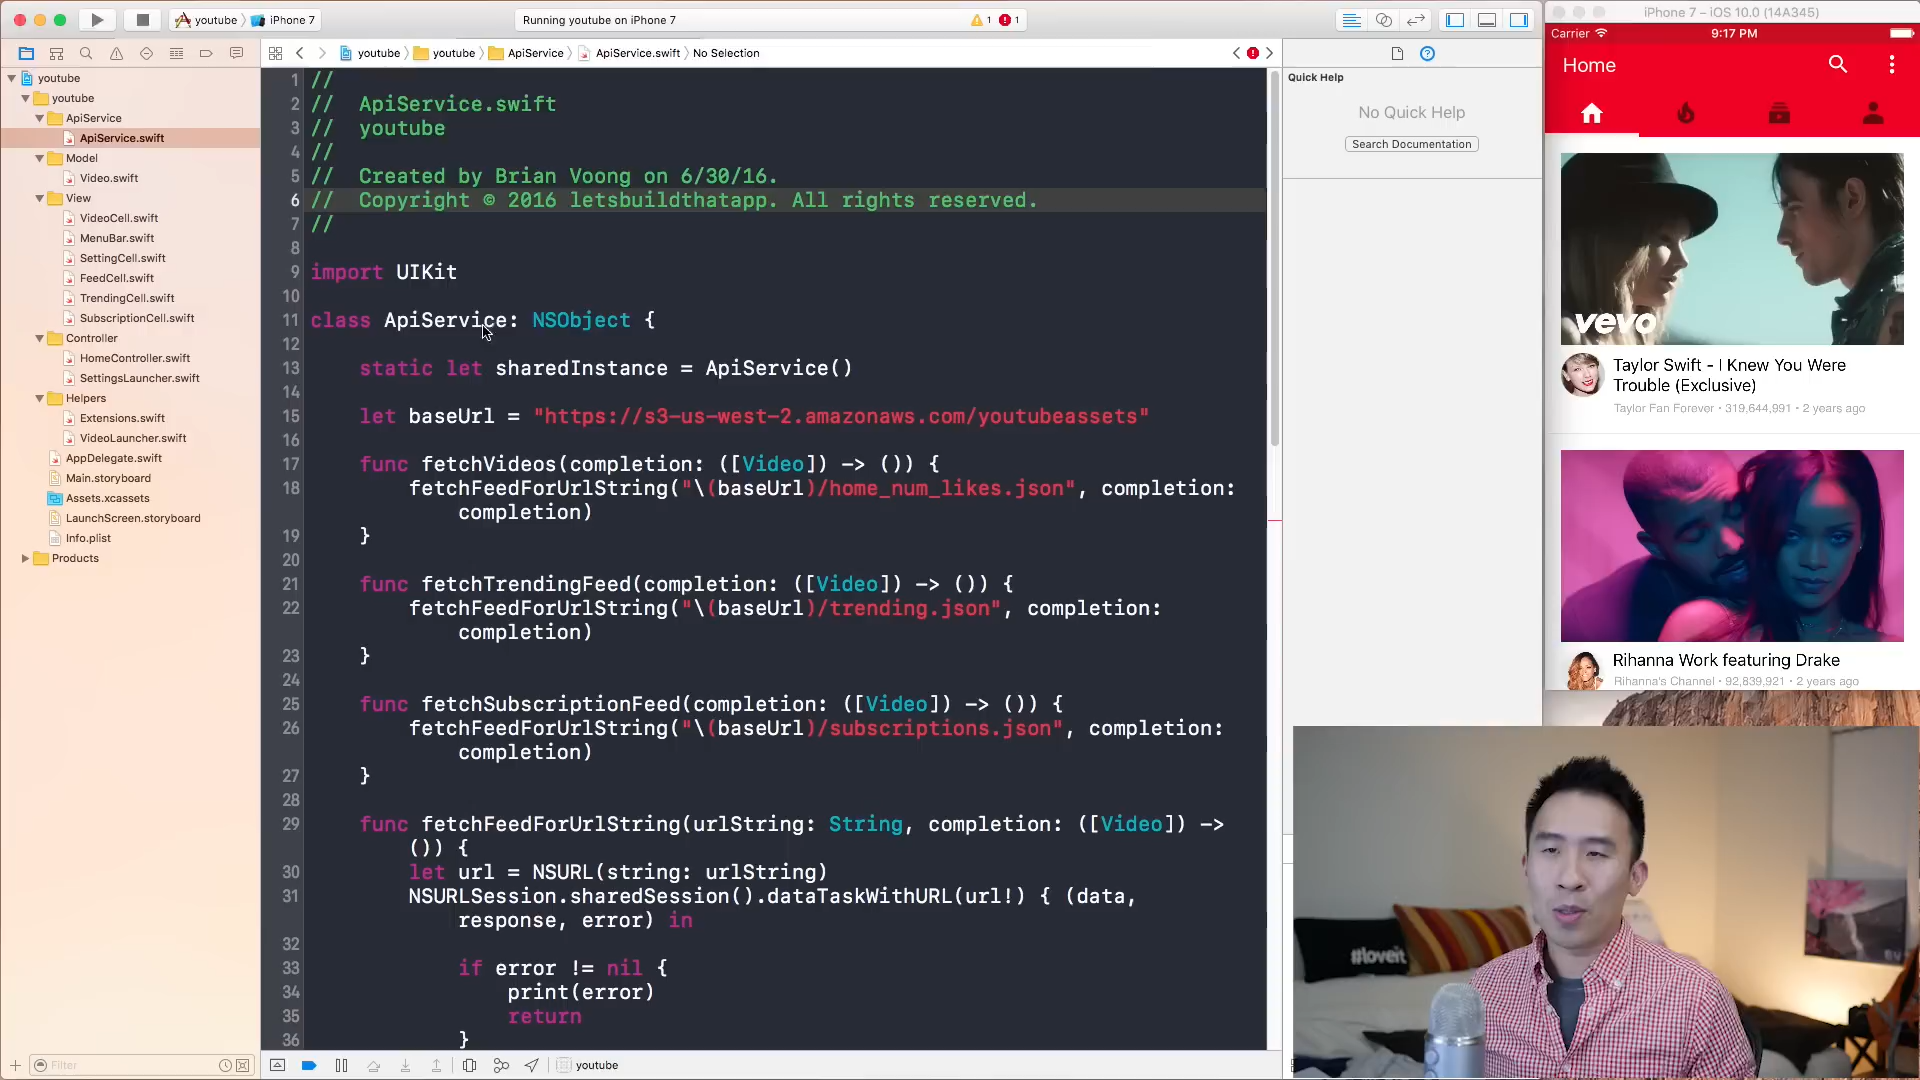 youtube
iPhone 7
Running youtube on iPhone 7
1
1
youtube
youtube
ApiService
ApiService.swift
No Selection
youtube
youtube
ApiService
ApiService.swift
Model
Video.swift
View
VideoCell.swift
MenuBar.swift
SettingCell.swift
FeedCell.swift
TrendingCell.swift
SubscriptionCell.swift
Controller
HomeController.swift
SettingsLauncher.swift
Helpers
Extensions.swift
VideoLauncher.swift
AppDelegate.swift
Main.storyboard
Assets.xcassets
LaunchScreen.storyboard
Info.plist
Products
Filter
1 //
2 //  ApiService.swift
3 //  youtube
4 //
5 //  Created by Brian Voong on 6/30/16.
6 //  Copyright © 2016 letsbuildthatapp. All rights reserved.
7 //
8
9 import UIKit
10
11 class ApiService: NSObject {
12
13 static let sharedInstance = ApiService()
14
15 let baseUrl = "https://s3-us-west-2.amazonaws.com/youtubeassets"
16
17 func fetchVideos(completion: ([Video]) -> ()) {
18 fetchFeedForUrlString("\(baseUrl)/home_num_likes.json", completion:
completion)
19 }
20
21 func fetchTrendingFeed(completion: ([Video]) -> ()) {
22 fetchFeedForUrlString("\(baseUrl)/trending.json", completion:
completion)
23 }
24
25 func fetchSubscriptionFeed(completion: ([Video]) -> ()) {
26 fetchFeedForUrlString("\(baseUrl)/subscriptions.json", completion:
completion)
27 }
28
29 func fetchFeedForUrlString(urlString: String, completion: ([Video]) ->
()) {
30 let url = NSURL(string: urlString)
31 NSURLSession.sharedSession().dataTaskWithURL(url!) { (data,
response, error) in
32
33 if error != nil {
34 print(error)
35 return
36 }
youtube
Quick Help
No Quick Help
Search Documentation
iPhone 7 – iOS 10.0 (14A345)
Carrier
9:17 PM
Home
vevo
Taylor Swift - I Knew You Were
Trouble (Exclusive)
Taylor Fan Forever • 319,644,991 • 2 years ago
Rihanna Work featuring Drake
Rihanna's Channel • 92,839,921 • 2 years ago
#loveit